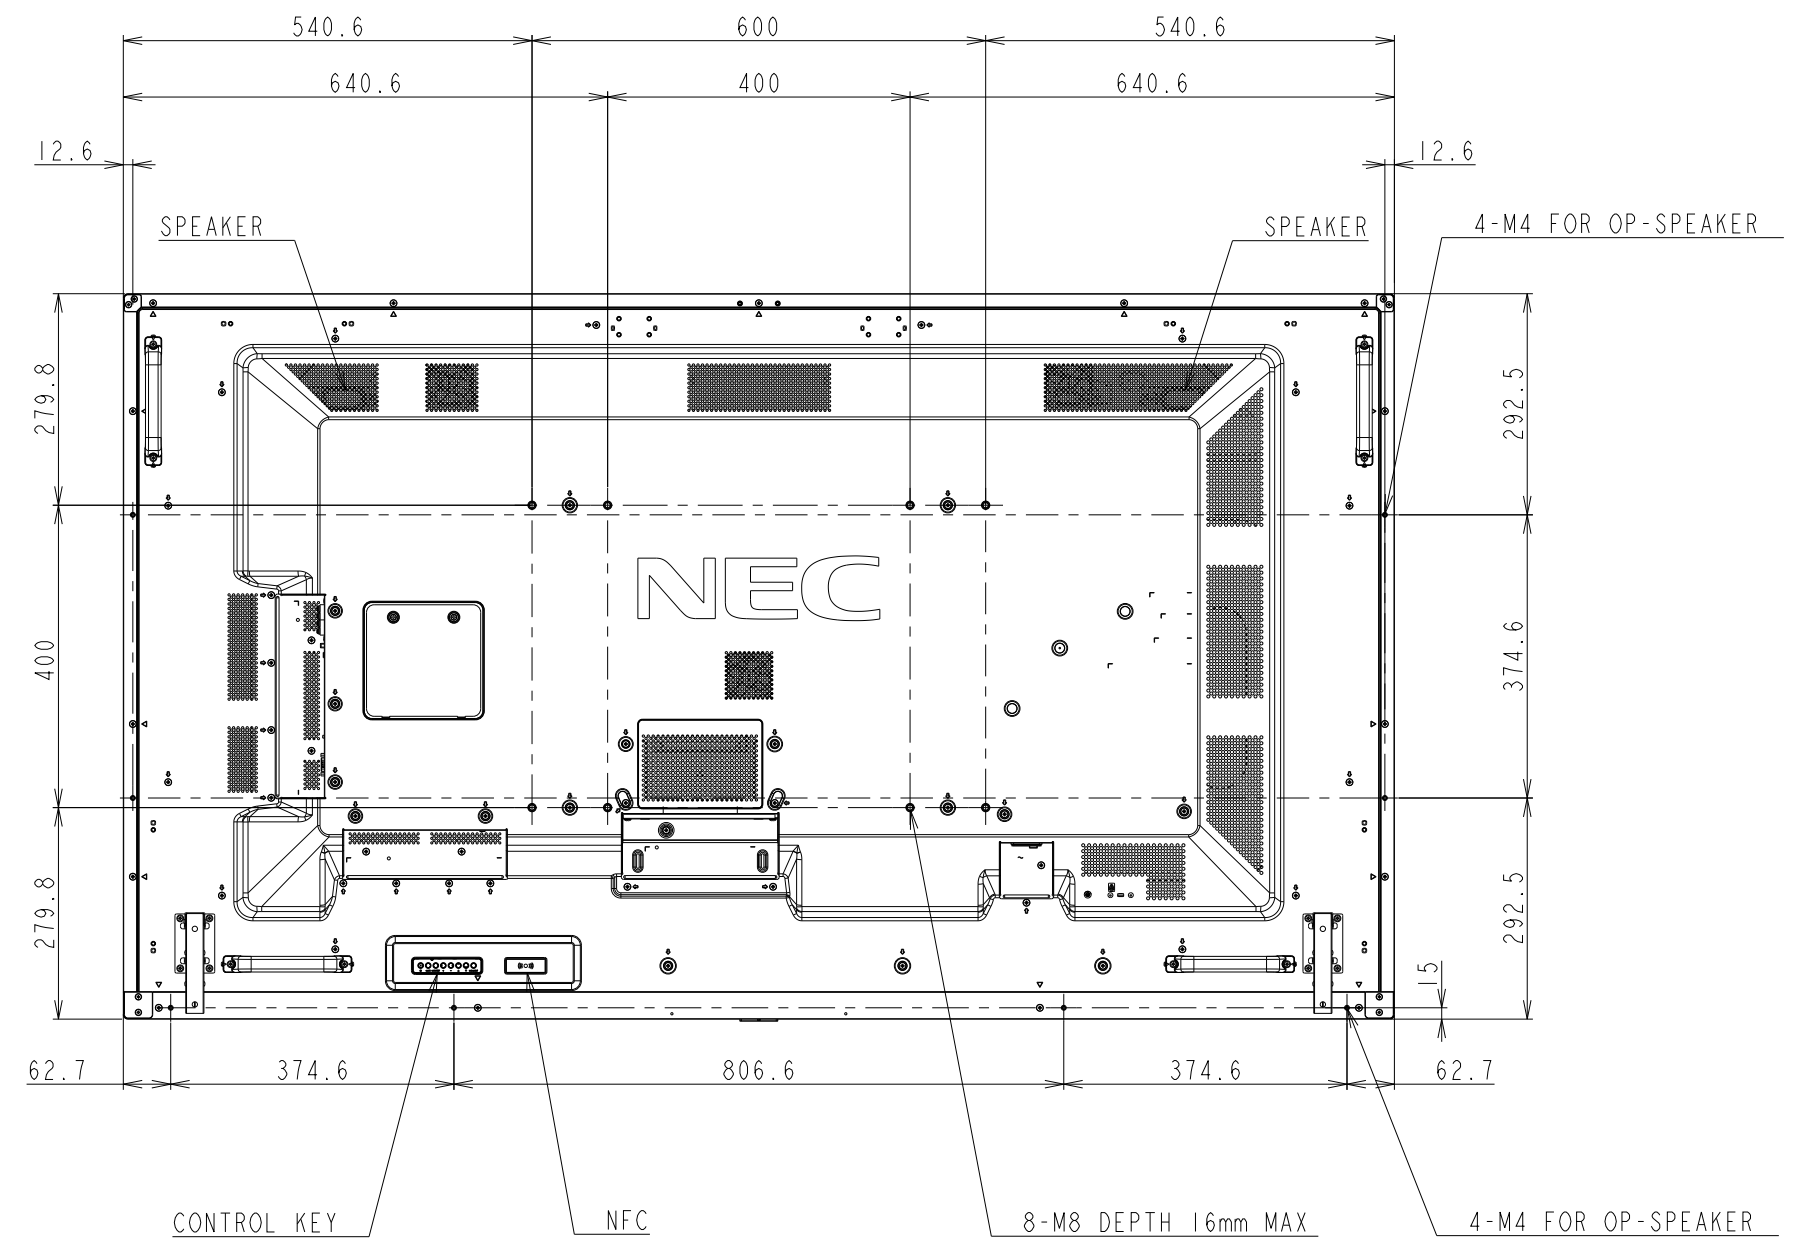 540.6 600 540.6
640.6 400 640.6
12.6 12.6
SPEAKER SPEAKER 4-M4 FOR OP-SPEAKER
279.8 292.5
NEC
400 374.6
279.8 292.5
15
62.7 374.6 806.6 374.6 62.7
CONTROL KEY NFC 8-M8 DEPTH 16mm MAX 4-M4 FOR OP-SPEAKER